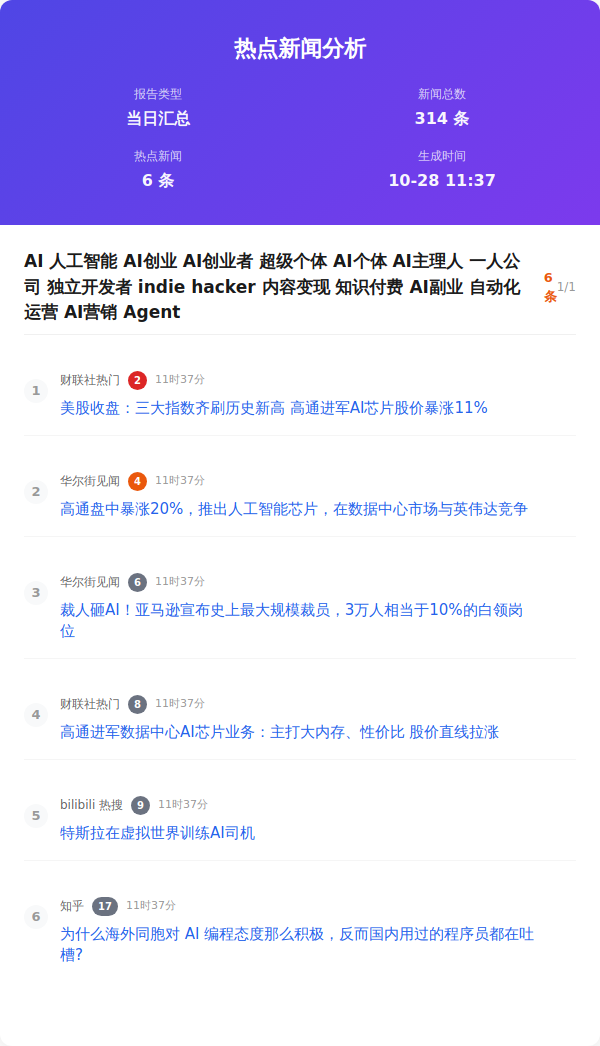 热点新闻分析
报告类型
当日汇总
新闻总数
314 条
热点新闻
6 条
生成时间
10-28 11:37
AI 人工智能 AI创业 AI创业者 超级个体 AI个体 AI主理人 一人公
司 独立开发者 indie hacker 内容变现 知识付费 AI副业 自动化
运营 AI营销 Agent
6
条
1/1
1
财联社热门 2 11时37分
美股收盘：三大指数齐刷历史新高 高通进军AI芯片股价暴涨11%
2
华尔街见闻 4 11时37分
高通盘中暴涨20%，推出人工智能芯片，在数据中心市场与英伟达竞争
3
华尔街见闻 6 11时37分
裁人砸AI！亚马逊宣布史上最大规模裁员，3万人相当于10%的白领岗
位
4
财联社热门 8 11时37分
高通进军数据中心AI芯片业务：主打大内存、性价比 股价直线拉涨
5
bilibili 热搜 9 11时37分
特斯拉在虚拟世界训练AI司机
6
知乎 17 11时37分
为什么海外同胞对 AI 编程态度那么积极，反而国内用过的程序员都在吐
槽?